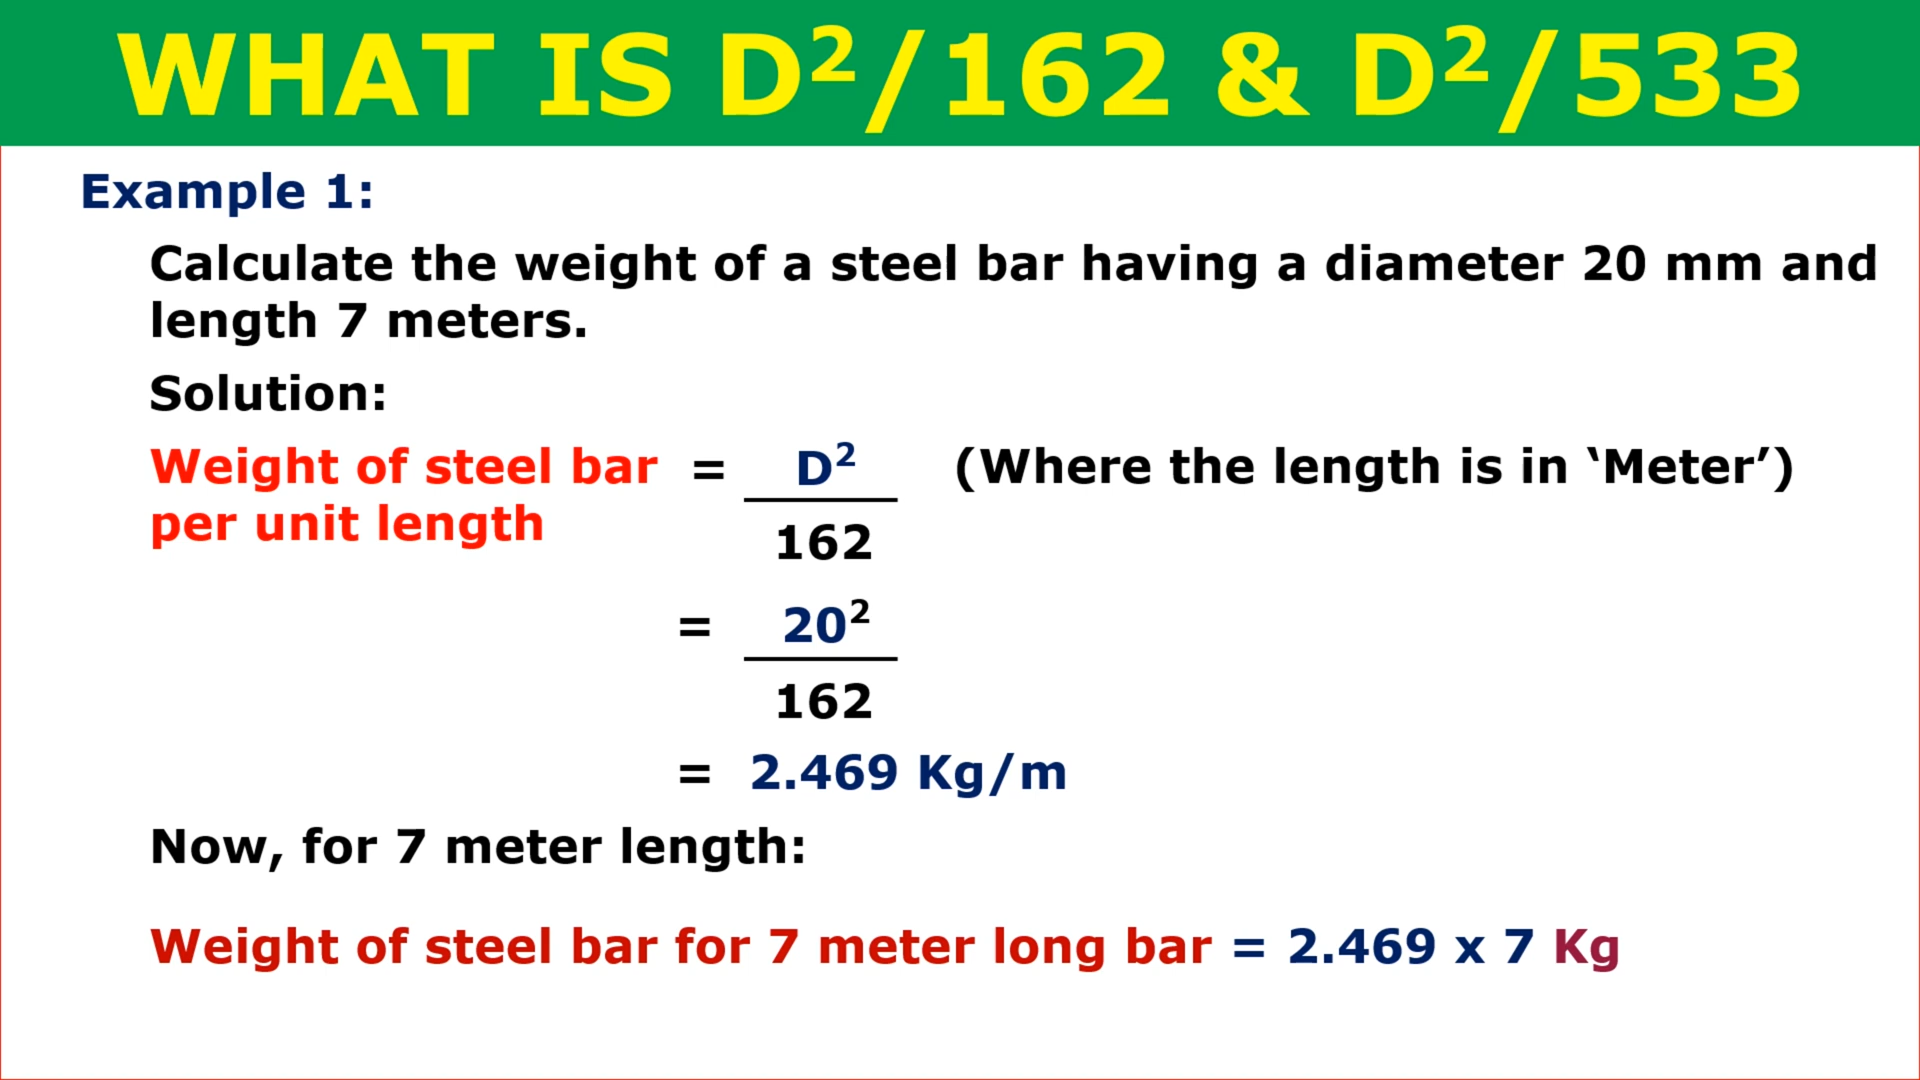 WHAT IS D²/162 & D²/533
Example 1:
Calculate the weight of a steel bar having a diameter 20 mm and
length 7 meters.
Solution:
Weight of steel bar = D² (Where the length is in ‘Meter’)
per unit length
162
= 20²
162
= 2.469 Kg/m
Now, for 7 meter length:
Weight of steel bar for 7 meter long bar = 2.469 x 7 Kg